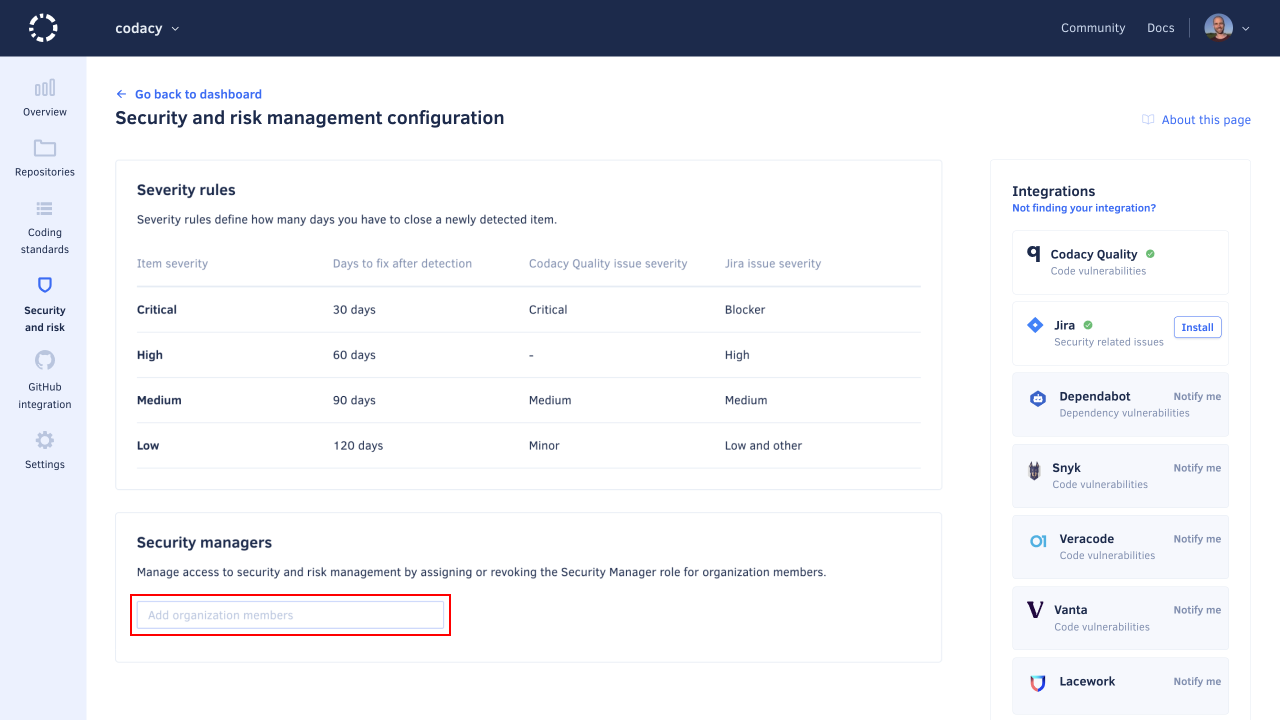 codacy
Community
Docs
Overview
Repositories
Coding
standards
Security
and risk
GitHub
integration
Settings
Go back to dashboard
Security and risk management configuration
About this page
Severity rules
Severity rules define how many days you have to close a newly detected item.
Item severity Days to fix after detection Codacy Quality issue severity Jira issue severity
Critical 30 days Critical Blocker
High 60 days - High
Medium 90 days Medium Medium
Low 120 days Minor Low and other
Security managers
Manage access to security and risk management by assigning or revoking the Security Manager role for organization members.
Add organization members
Integrations
Not finding your integration?
Codacy Quality
Code vulnerabilities
Jira Install
Security related issues
Dependabot Notify me
Dependency vulnerabilities
Snyk Notify me
Code vulnerabilities
Veracode Notify me
Code vulnerabilities
Vanta Notify me
Code vulnerabilities
Lacework Notify me